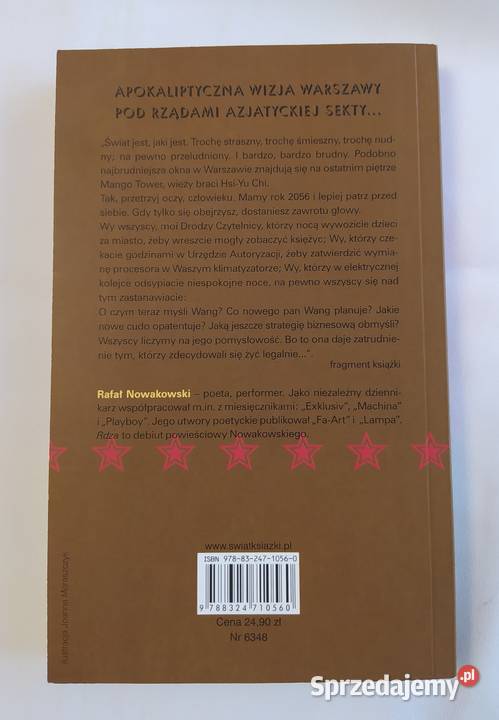 APOKALIPTYCZNA WIZJA WARSZAWY
POD RZĄDAMI AZJATYCKIEJ SEKTY...
„Świat jest, jaki jest. Trochę straszny, trochę śmieszny, trochę nud-
ny; na pewno przeludniony. I bardzo, bardzo brudny. Podobno
najbrudniejsza okna w Warszawie znajdują się na ostatnim piętrze
Mango Tower, wieży braci Hsi-Yu Chi.
Tak, przetrzyj oczy, człowieku. Mamy rok 2056 i lepiej patrz przed
siebie. Gdy tylko się obejrzysz, dostaniesz zawrotu głowy.
Wy wszyscy, moi Drodzy Czytelnicy, którzy nocą wywozicie dzieci
za miasto, żeby wreszcie mogły zobaczyć księżyc; Wy, którzy cze-
kacie godzinami w Urzędzie Autoryzacji, żeby zatwierdzić wymia-
nę procesora w Waszym klimatyzatorze; Wy, którzy w elektrycznej
kolejce odsypiacie niespokojne noce, na pewno wszyscy się nad
tym zastanawiacie:
O czym teraz myśli Wang? Co nowego pan Wang planuje? Jakie
nowe cudo opatentuje? Jaką jeszcze strategię biznesową obmyśli?
Wszyscy liczymy na jego pomysłowość. Bo to ona daje zatrudnie-
nie tym, którzy zdecydowali się żyć legalnie...".
fragment książki
Rafał Nowakowski – poeta, performer. Jako niezależny dzienni-
karz współpracował m.in. z miesięcznikami: „Exklusiv”, „Machina”
i „Playboy”. Jego utwory poetyckie publikował „Fa-Art” i „Lampa”.
Rdza to debiut powieściowy Nowakowskiego.
www.swiatksiazki.pl
ISBN 978-83-247-1056-0
9 788324 710560
Cena 24,90 zł
Nr 6348
Ilustracja Joanna
Sprzedajemy.pl